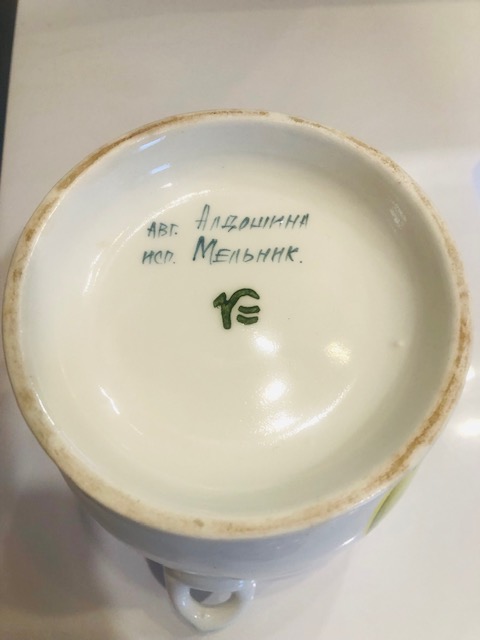 авт. Алдошина
исп. Мельник.